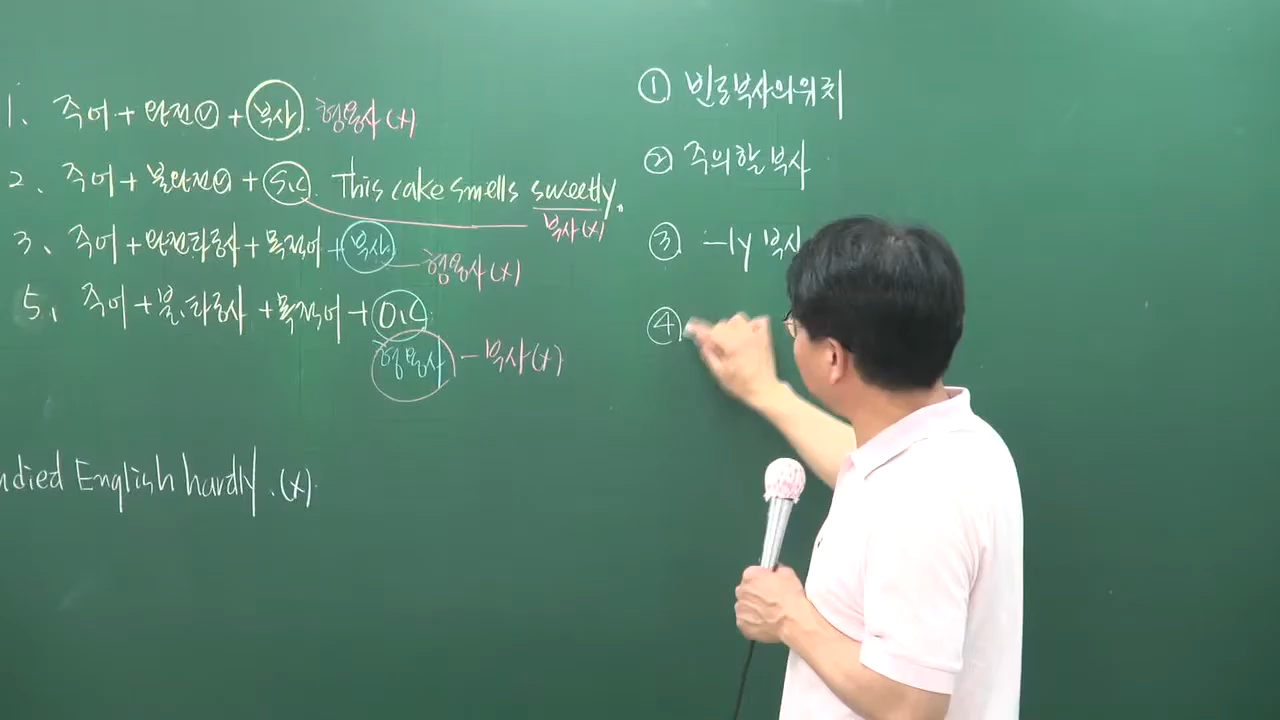 1. 주어 + 완전ⓥ + 부사. 형용사(x)
2. 주어 + 불완전ⓥ + S.C. This cake smells sweetly.
부사(x)
3. 주어 + 완전타동사 + 목적어 + 부사 - 형용사(x)
5. 주어 + 불.타동사 + 목적어 + O.C
형용사 - 부사(x)
udied English hardly. (x)
① 빈도부사의 위치
② 주의할 부사
③ -ly 부사
④